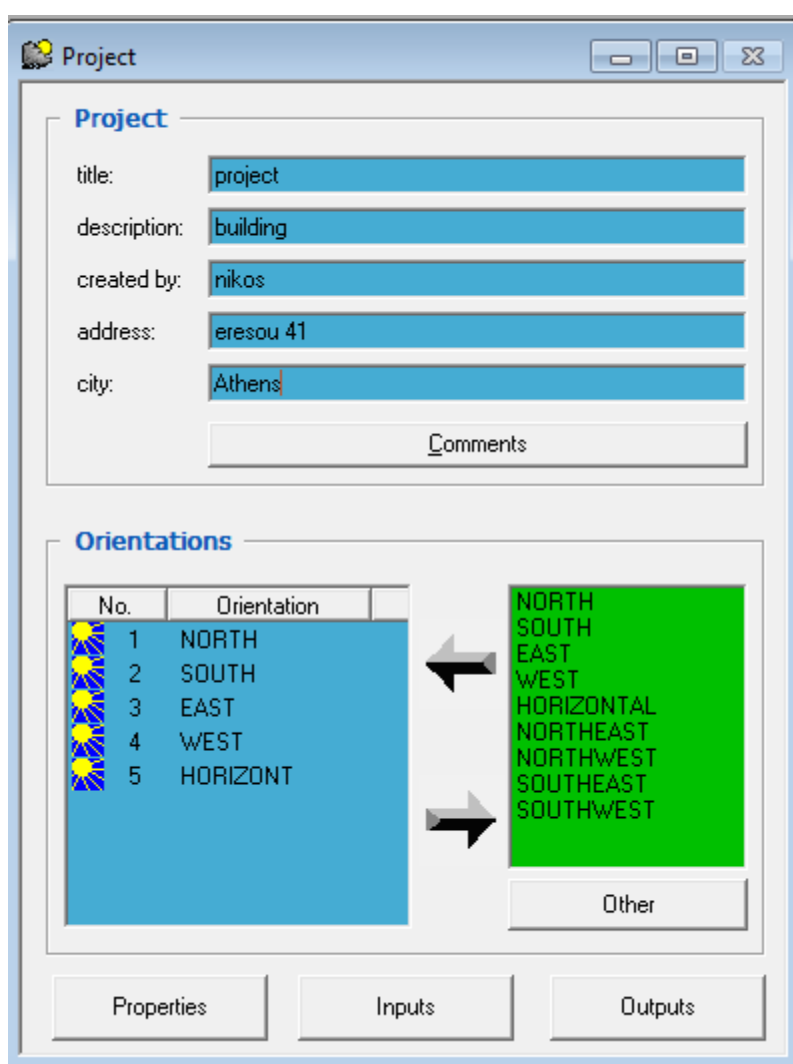 Project
Project
title: project
description: building
created by: nikos
address: eresou 41
city: Athens
Comments
Orientations
No. Orientation
1 NORTH
2 SOUTH
3 EAST
4 WEST
5 HORIZONT
NORTH
SOUTH
EAST
WEST
HORIZONTAL
NORTHEAST
NORTHWEST
SOUTHEAST
SOUTHWEST
Other
Properties Inputs Outputs